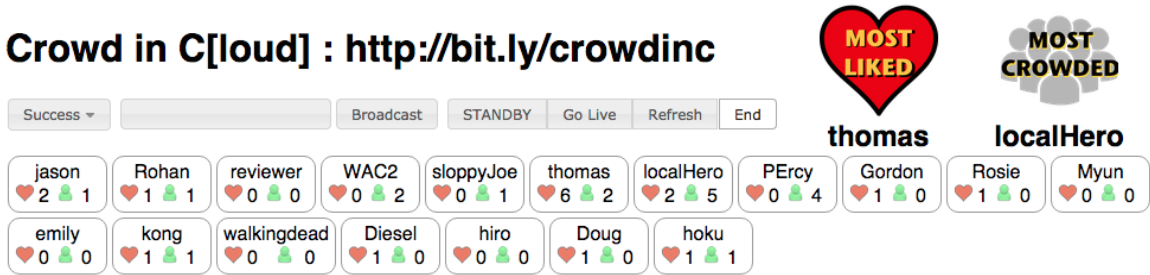 Crowd in C[loud] : http://bit.ly/crowdinc
MOST
LIKED
thomas
MOST
CROWDED
localHero
Success Broadcast STANDBY Go Live Refresh End
jason Rohan reviewer WAC2 sloppyJoe thomas localHero PErcy Gordon Rosie Myun
2 1 1 1 0 0 0 2 0 1 6 2 2 5 0 4 1 0 1 0 0 0
emily kong walkingdead Diesel hiro Doug hoku
0 0 1 1 0 0 1 0 0 0 1 0 1 1